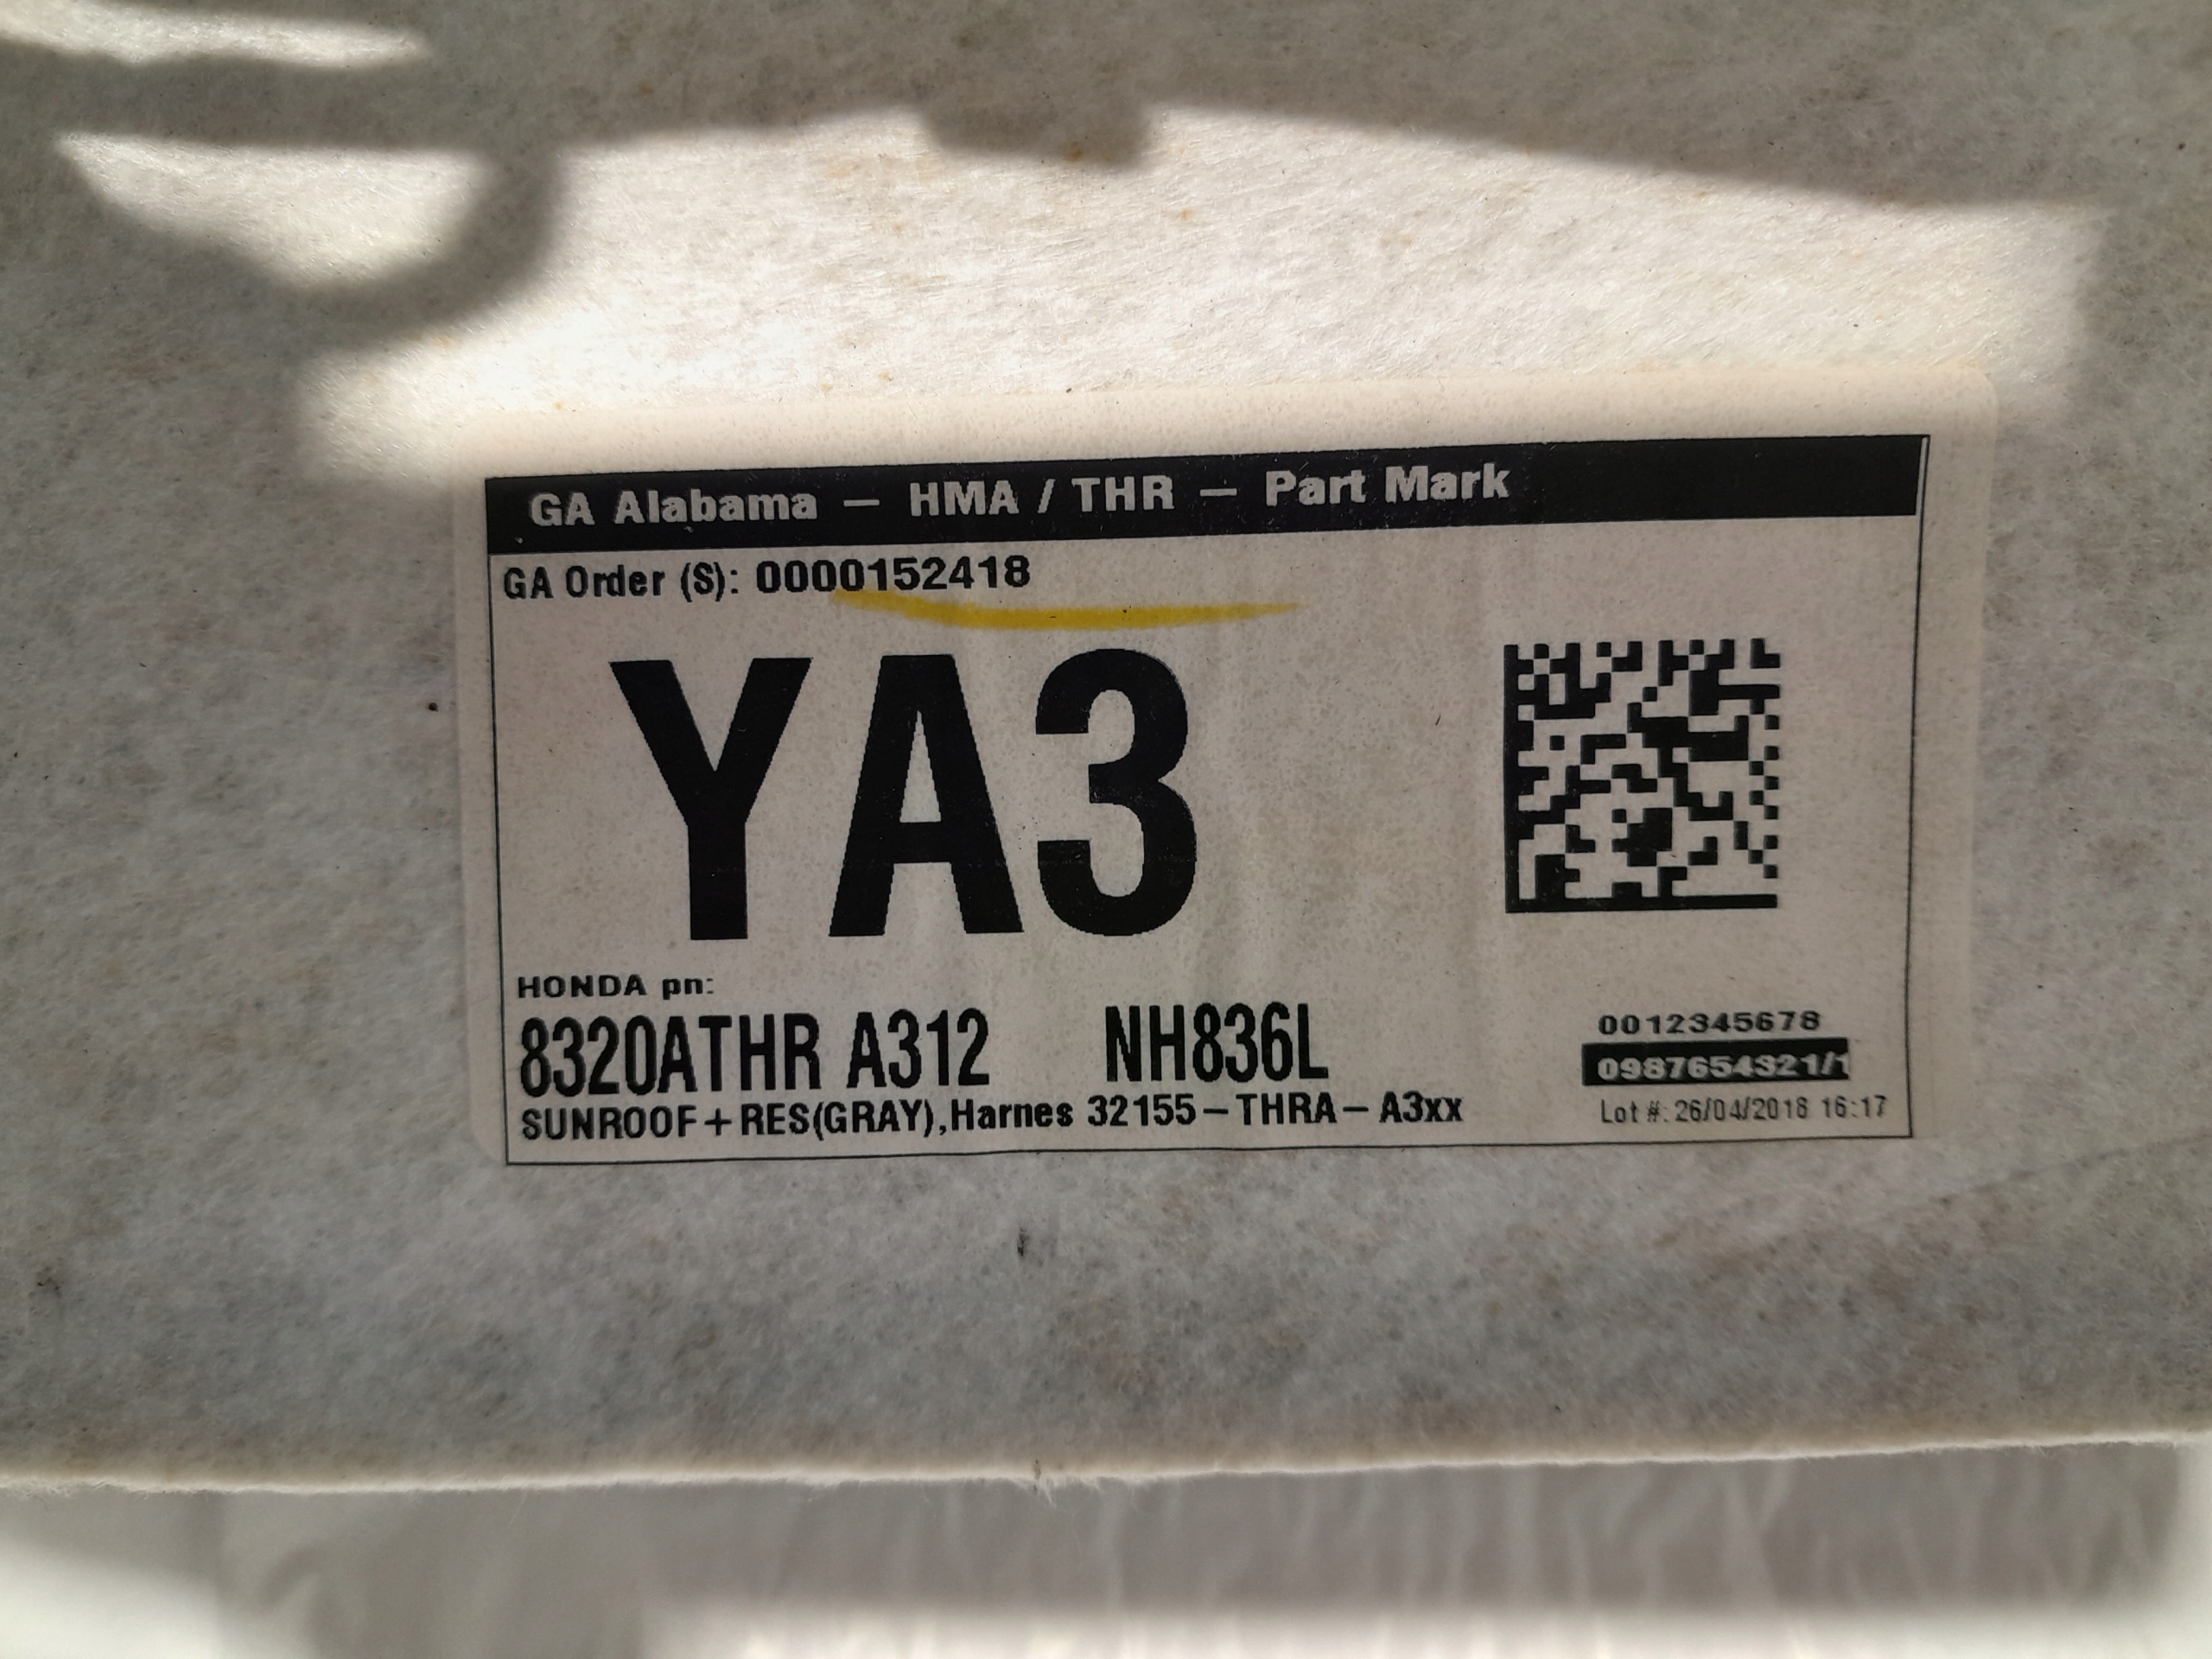 GA Alabama – HMA / THR – Part Mark
GA Order (S): 0000152418
YA3
HONDA pn:
8320ATHR A312 NH836L
SUNROOF+RES(GRAY),Harnes 32155-THRA-A3xx
0012345678
0987654321/1
Lot #: 26/04/2018 16:17